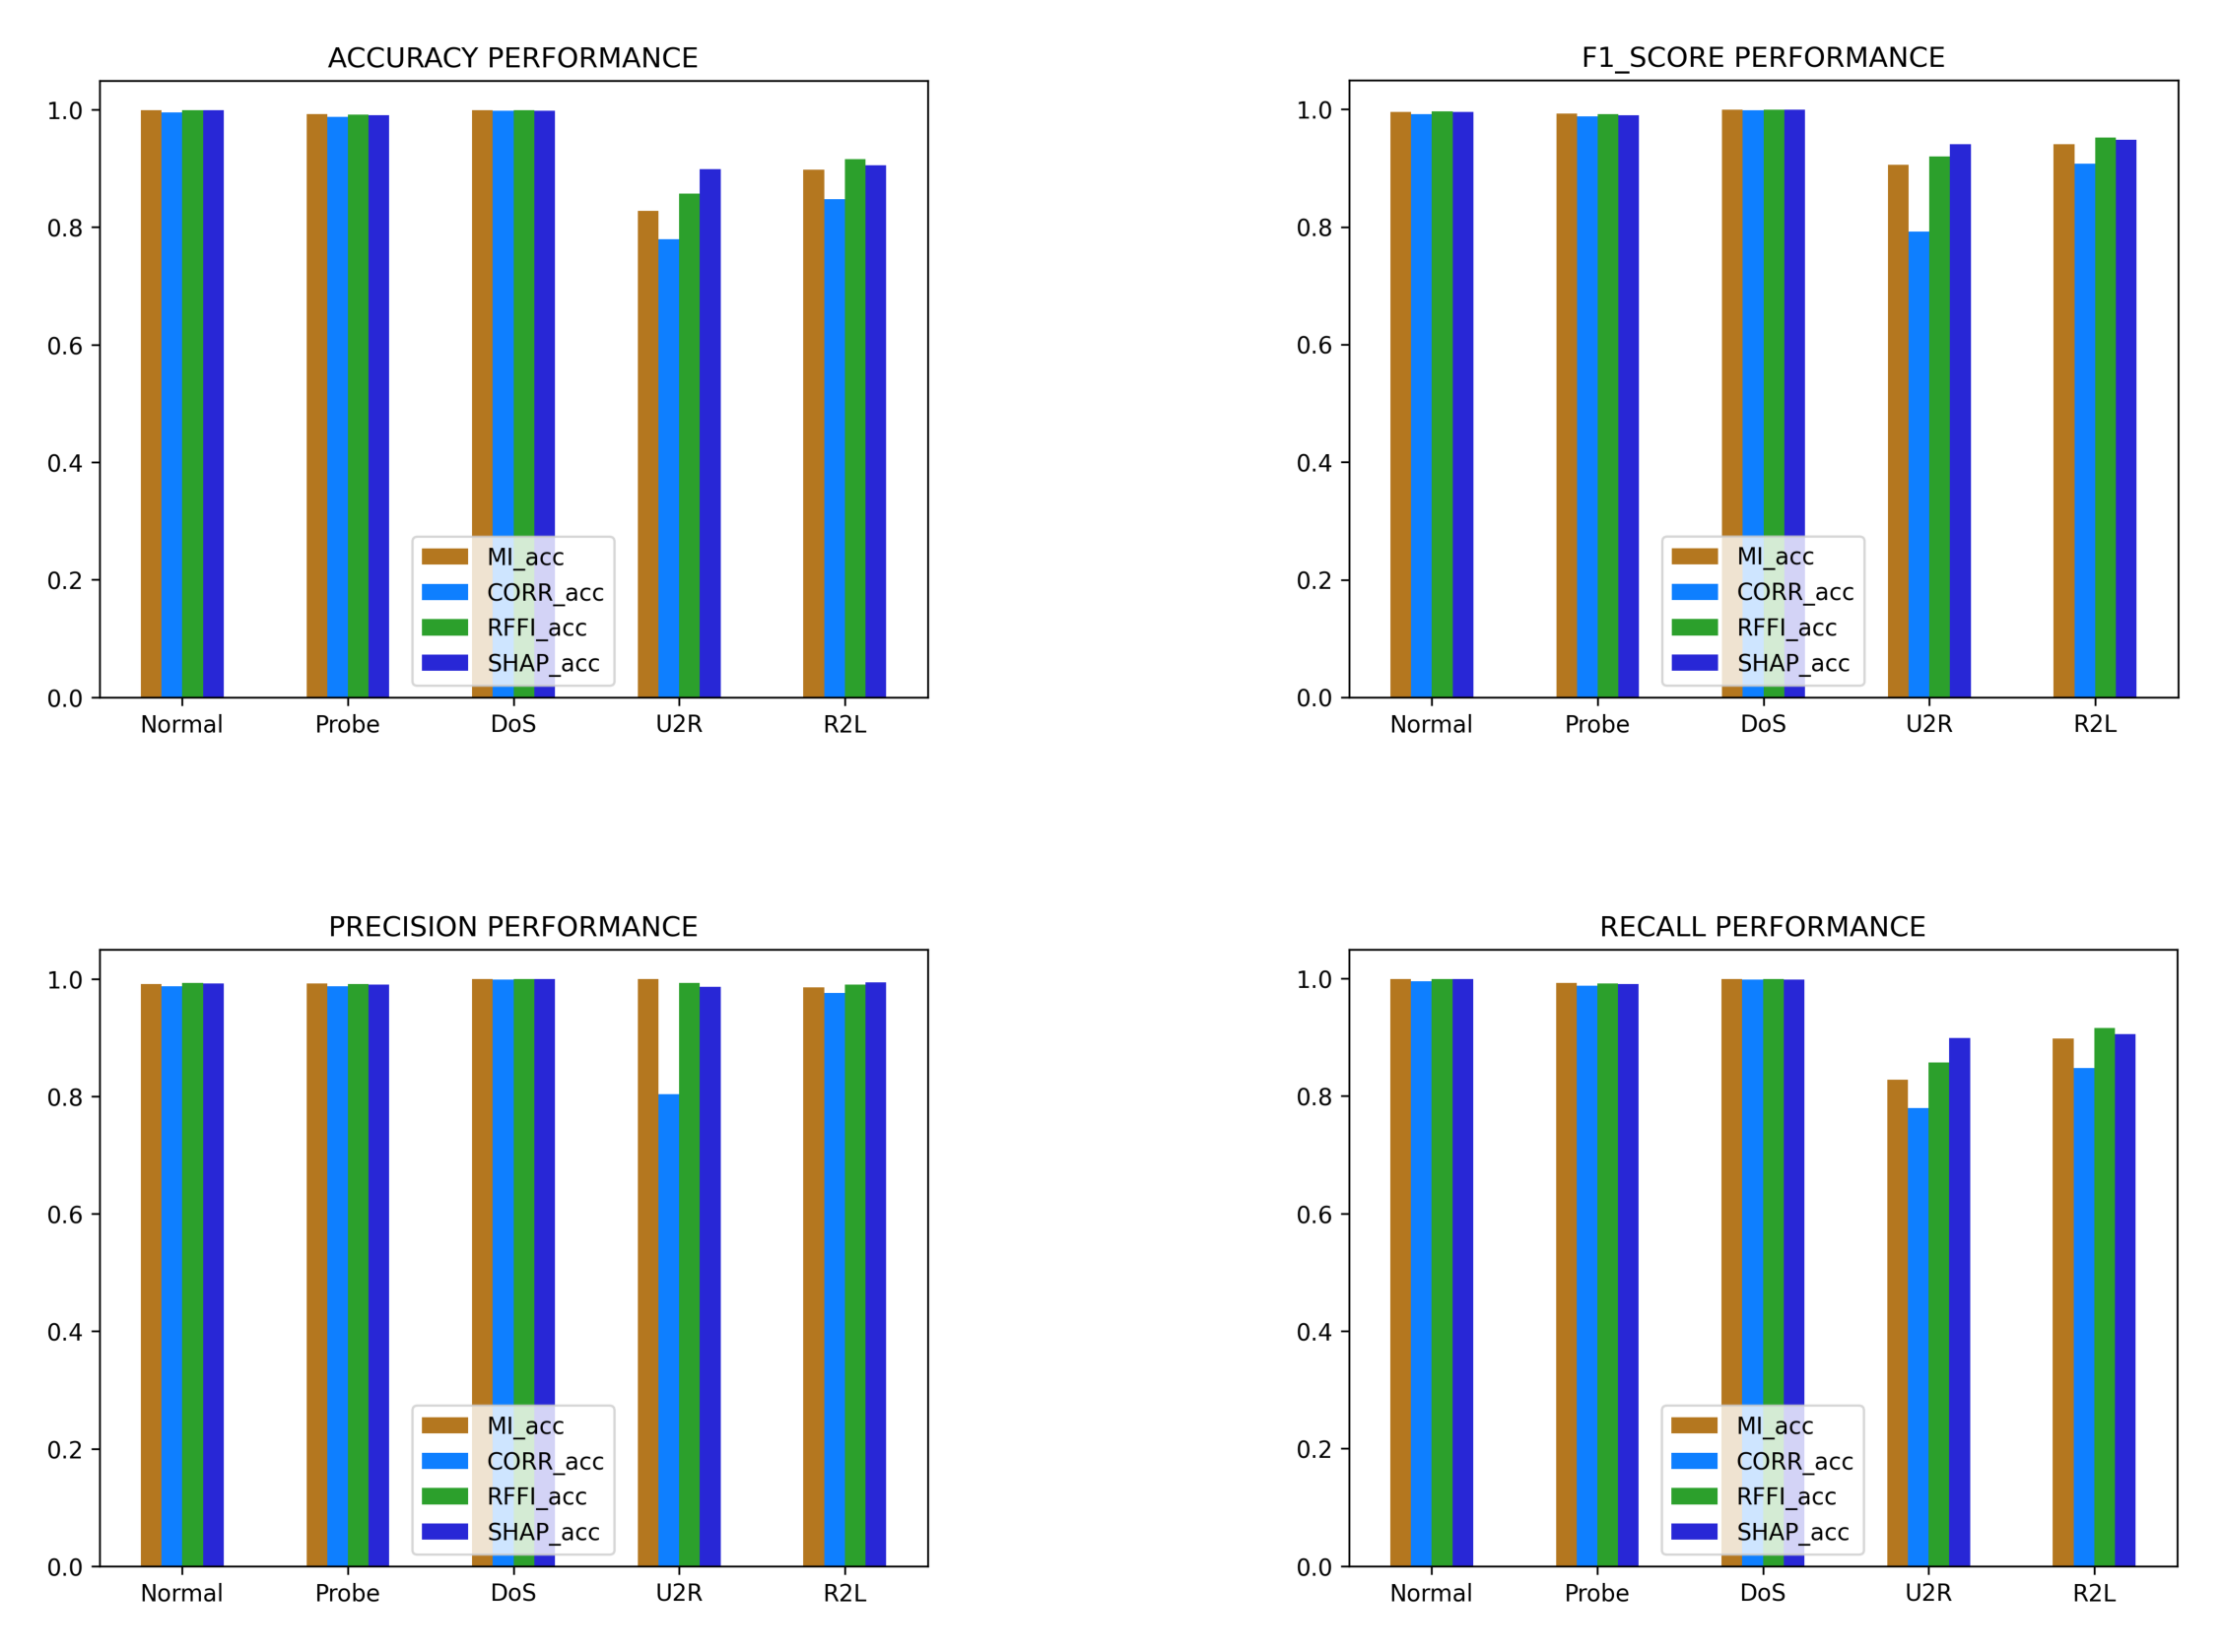 ACCURACY PERFORMANCE
1.0
0.8
0.6
0.4
0.2
0.0
MI_acc
CORR_acc
RFFI_acc
SHAP_acc
Normal Probe DoS U2R R2L
F1_SCORE PERFORMANCE
1.0
0.8
0.6
0.4
0.2
0.0
MI_acc
CORR_acc
RFFI_acc
SHAP_acc
Normal Probe DoS U2R R2L
PRECISION PERFORMANCE
1.0
0.8
0.6
0.4
0.2
0.0
MI_acc
CORR_acc
RFFI_acc
SHAP_acc
Normal Probe DoS U2R R2L
RECALL PERFORMANCE
1.0
0.8
0.6
0.4
0.2
0.0
MI_acc
CORR_acc
RFFI_acc
SHAP_acc
Normal Probe DoS U2R R2L